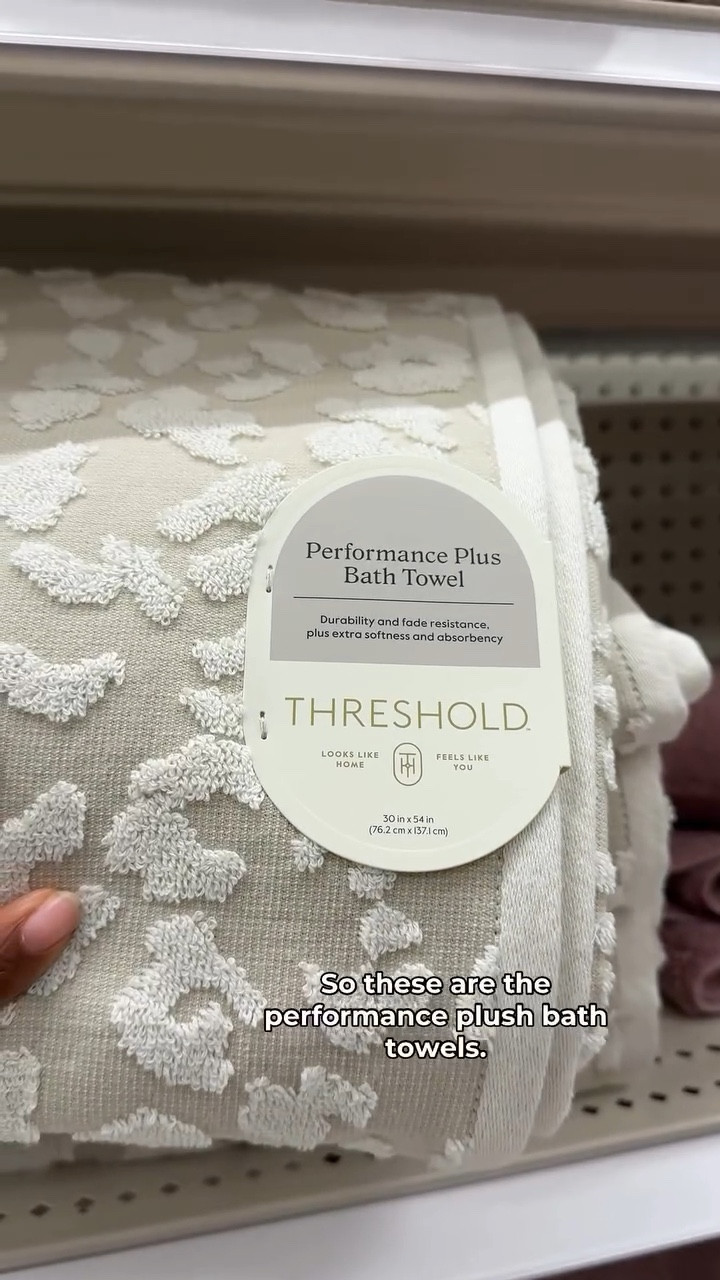 Performance Plus
Bath Towel
Durability and fade resistance,
plus extra softness and absorbency
THRESHOLD™
LOOKS LIKE
HOME
FEELS LIKE
YOU
30 in x 54 in
(76.2 cm x 137.1 cm)
So these are the
performance plush bath
towels.